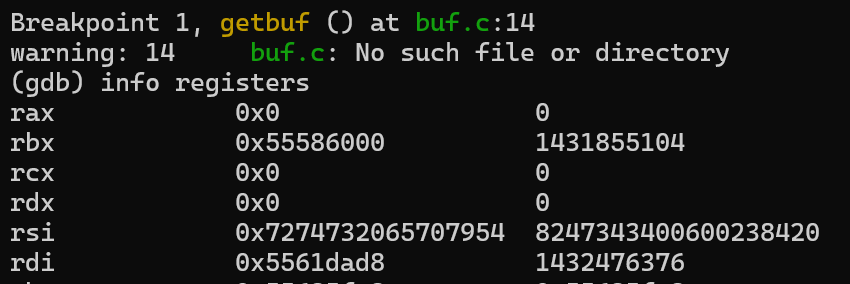 Breakpoint 1, getbuf () at buf.c:14
warning: 14     buf.c: No such file or directory
(gdb) info registers
rax            0x0                 0
rbx            0x55586000          1431855104
rcx            0x0                 0
rdx            0x0                 0
rsi            0x7274732065707954  8247343400600238420
rdi            0x5561dad8          1432476376